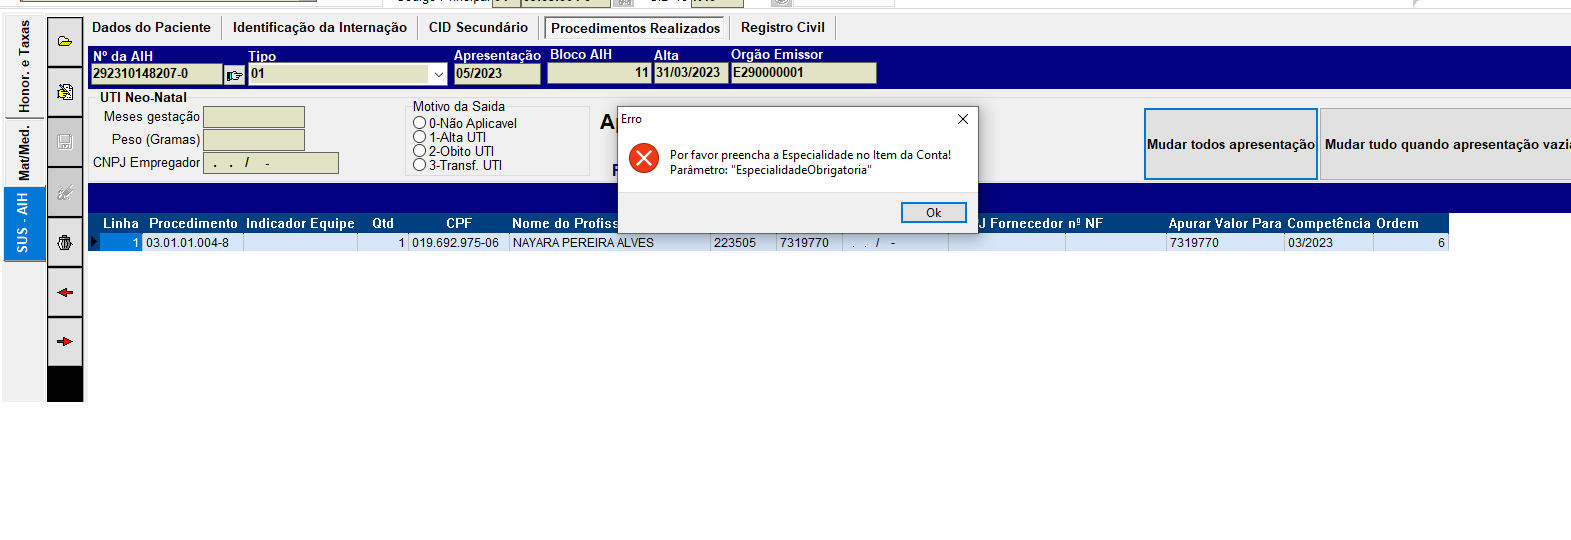 Honor. e Taxas
Mat/Med.
SUS - AIH
Dados do Paciente
Identificação da Internação
CID Secundário
Procedimentos Realizados
Registro Civil
Nº da AIH
Tipo
Apresentação
Bloco AIH
Alta
Orgão Emissor
292310148207-0
01
05/2023
11
31/03/2023
E290000001
UTI Neo-Natal
Meses gestação
Peso (Gramas)
CNPJ Empregador
. . / -
Motivo da Saida
0-Não Aplicavel
1-Alta UTI
2-Obito UTI
3-Transf. UTI
Mudar todos apresentação
Mudar tudo quando apresentação vazia
Erro
Por favor preencha a Especialidade no Item da Conta!
Parâmetro: "EspecialidadeObrigatoria"
Ok
Linha Procedimento Indicador Equipe Qtd CPF Nome do Profiss J Fornecedor nº NF Apurar Valor Para Competência Ordem
1 03.01.01.004-8 1 019.692.975-06 NAYARA PEREIRA ALVES 223505 7319770 . . / - 7319770 03/2023 6